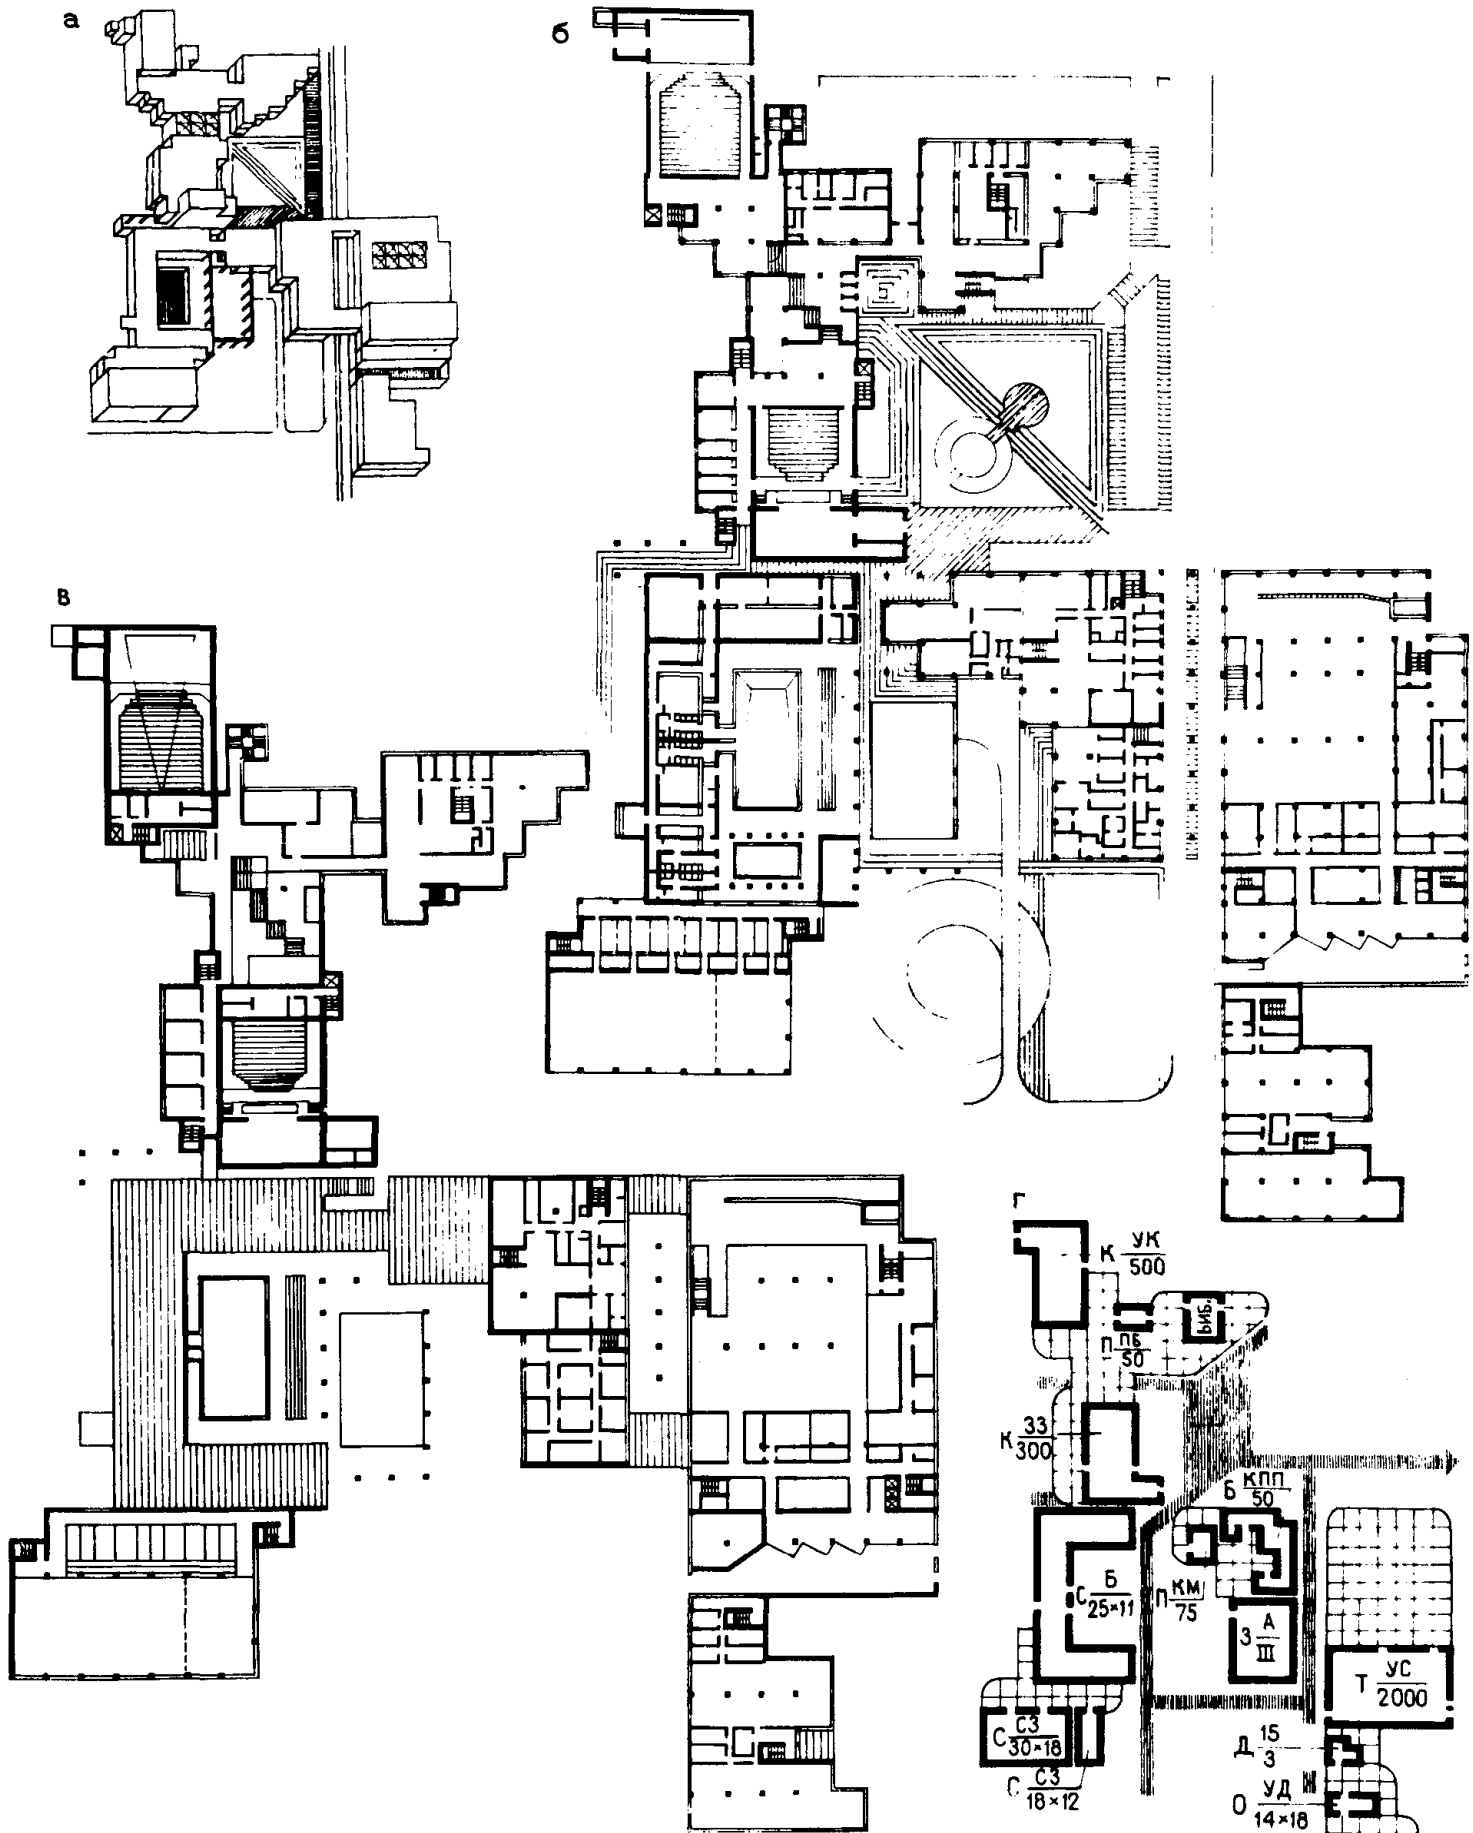 а
б
в
г
К УК/500
П ПБ/50
БИБ.
К ЗЗ/300
Б КПП/50
С Б/25×11
П КМ/75
З А/III
Т УС/2000
С СЗ/30×18
С СЗ/18×12
Д 15/3
О УД/14×18